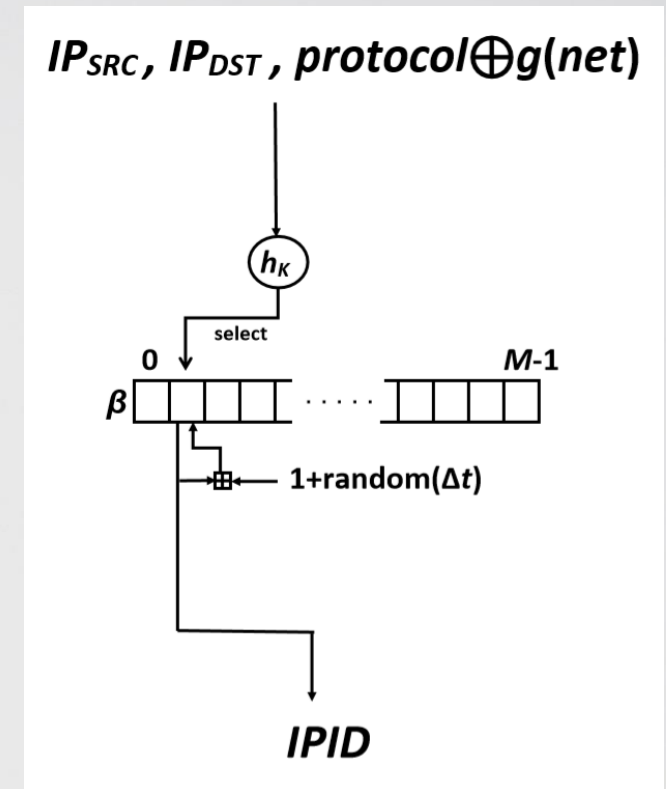 IPSRC, IPDST, protocol⊕g(net)
hK
select
0 M-1
β .....
⊞ 1+random(Δt)
IPID